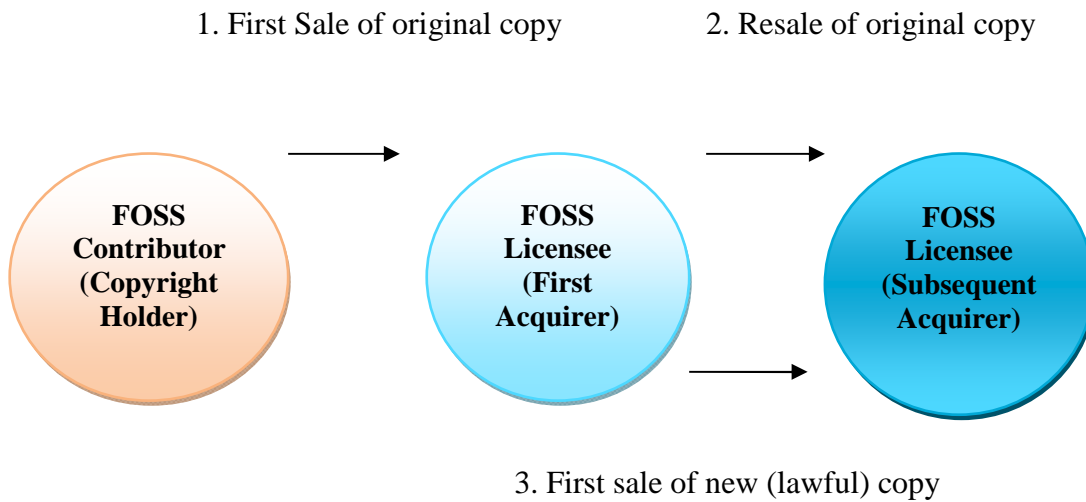 1. First Sale of original copy
2. Resale of original copy
FOSS
Contributor
(Copyright
Holder)
FOSS
Licensee
(First
Acquirer)
FOSS
Licensee
(Subsequent
Acquirer)
3. First sale of new (lawful) copy